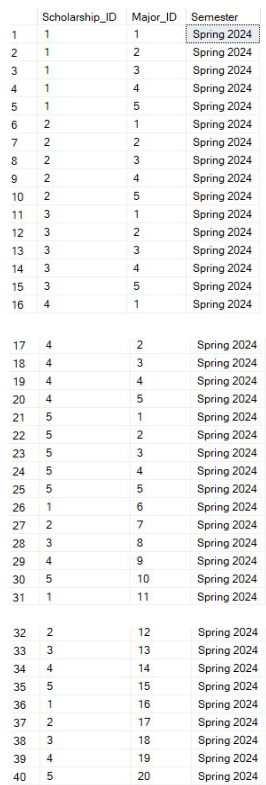 Scholarship_ID Major_ID Semester
1 1 1 Spring 2024
2 1 2 Spring 2024
3 1 3 Spring 2024
4 1 4 Spring 2024
5 1 5 Spring 2024
6 2 1 Spring 2024
7 2 2 Spring 2024
8 2 3 Spring 2024
9 2 4 Spring 2024
10 2 5 Spring 2024
11 3 1 Spring 2024
12 3 2 Spring 2024
13 3 3 Spring 2024
14 3 4 Spring 2024
15 3 5 Spring 2024
16 4 1 Spring 2024
17 4 2 Spring 2024
18 4 3 Spring 2024
19 4 4 Spring 2024
20 4 5 Spring 2024
21 5 1 Spring 2024
22 5 2 Spring 2024
23 5 3 Spring 2024
24 5 4 Spring 2024
25 5 5 Spring 2024
26 1 6 Spring 2024
27 2 7 Spring 2024
28 3 8 Spring 2024
29 4 9 Spring 2024
30 5 10 Spring 2024
31 1 11 Spring 2024
32 2 12 Spring 2024
33 3 13 Spring 2024
34 4 14 Spring 2024
35 5 15 Spring 2024
36 1 16 Spring 2024
37 2 17 Spring 2024
38 3 18 Spring 2024
39 4 19 Spring 2024
40 5 20 Spring 2024